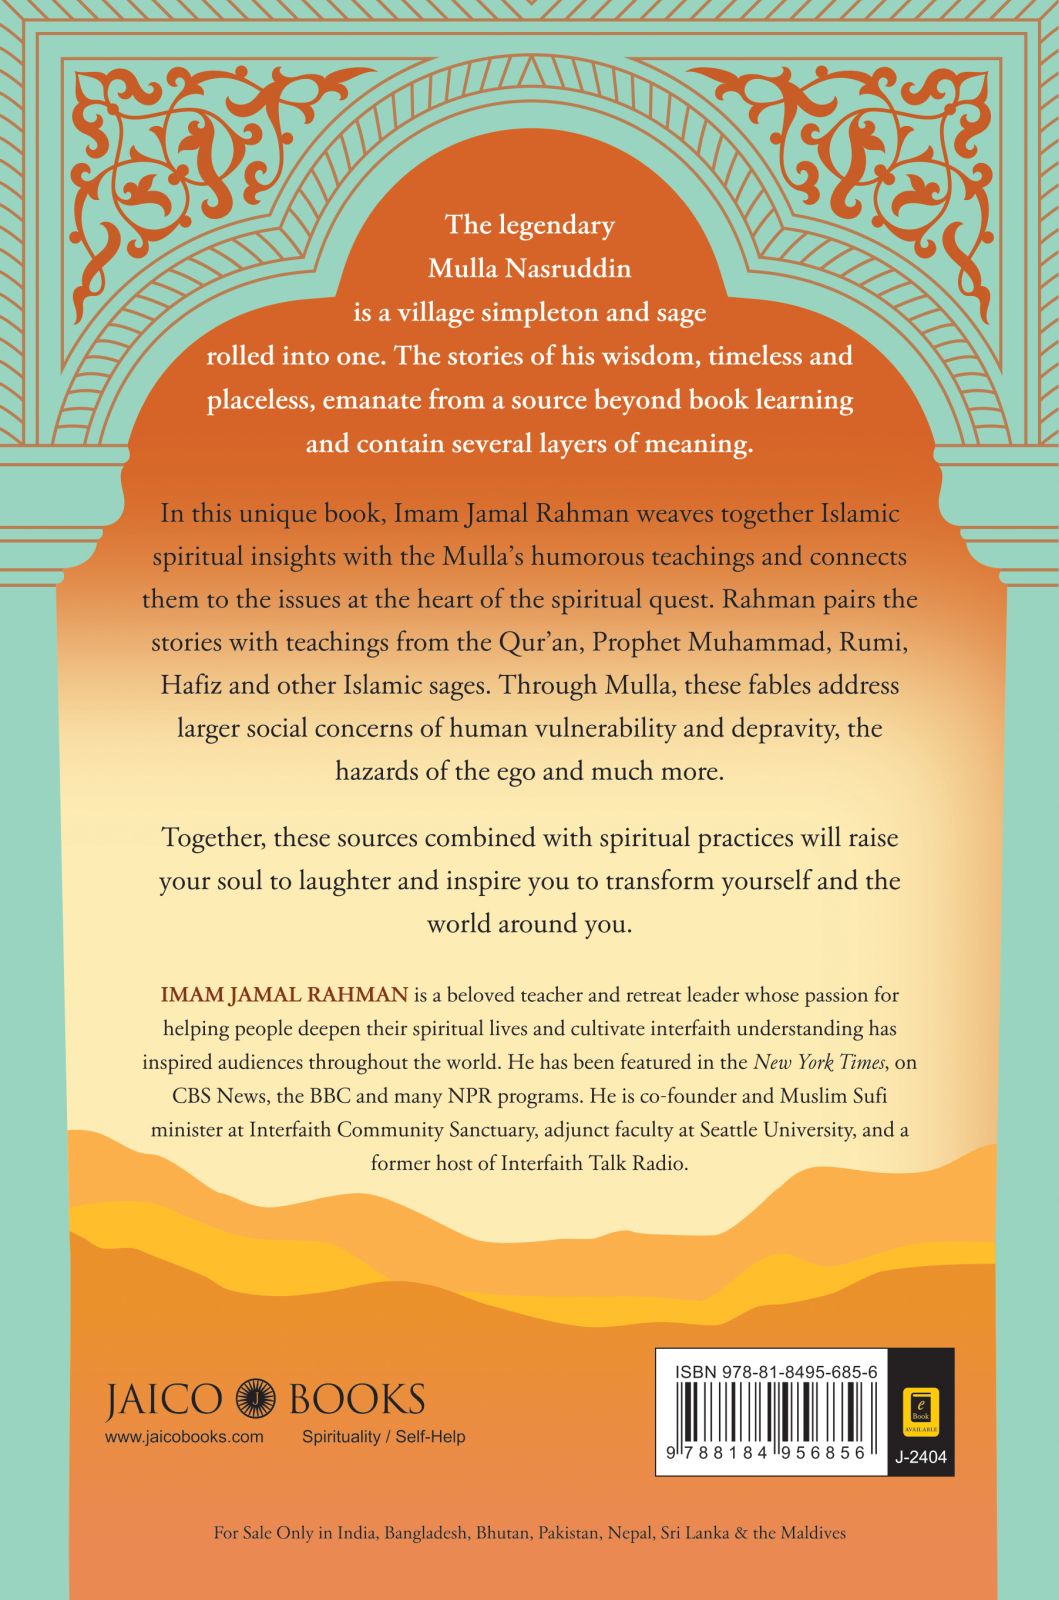 The legendary
Mulla Nasruddin
is a village simpleton and sage
rolled into one. The stories of his wisdom, timeless and
placeless, emanate from a source beyond book learning
and contain several layers of meaning.
In this unique book, Imam Jamal Rahman weaves together Islamic
spiritual insights with the Mulla’s humorous teachings and connects
them to the issues at the heart of the spiritual quest. Rahman pairs the
stories with teachings from the Qur’an, Prophet Muhammad, Rumi,
Hafiz and other Islamic sages. Through Mulla, these fables address
larger social concerns of human vulnerability and depravity, the
hazards of the ego and much more.
Together, these sources combined with spiritual practices will raise
your soul to laughter and inspire you to transform yourself and the
world around you.
IMAM JAMAL RAHMAN is a beloved teacher and retreat leader whose passion for
helping people deepen their spiritual lives and cultivate interfaith understanding has
inspired audiences throughout the world. He has been featured in the New York Times, on
CBS News, the BBC and many NPR programs. He is co-founder and Muslim Sufi
minister at Interfaith Community Sanctuary, adjunct faculty at Seattle University, and a
former host of Interfaith Talk Radio.
JAICO J BOOKS
www.jaicobooks.com Spirituality / Self-Help
ISBN 978-81-8495-685-6
9 788184 956856
e
Book
AVAILABLE
J-2404
For Sale Only in India, Bangladesh, Bhutan, Pakistan, Nepal, Sri Lanka & the Maldives